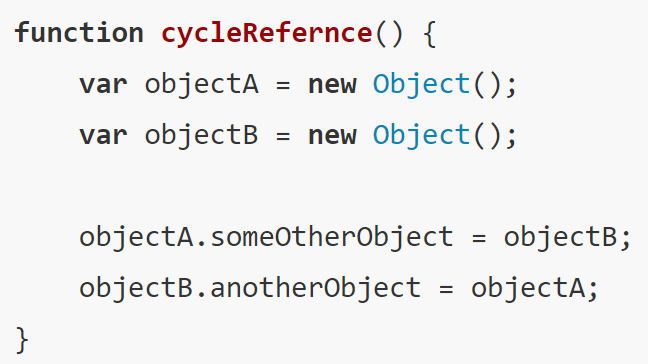 function cycleRefernce() {
    var objectA = new Object();
    var objectB = new Object();

    objectA.someOtherObject = objectB;
    objectB.anotherObject = objectA;
}